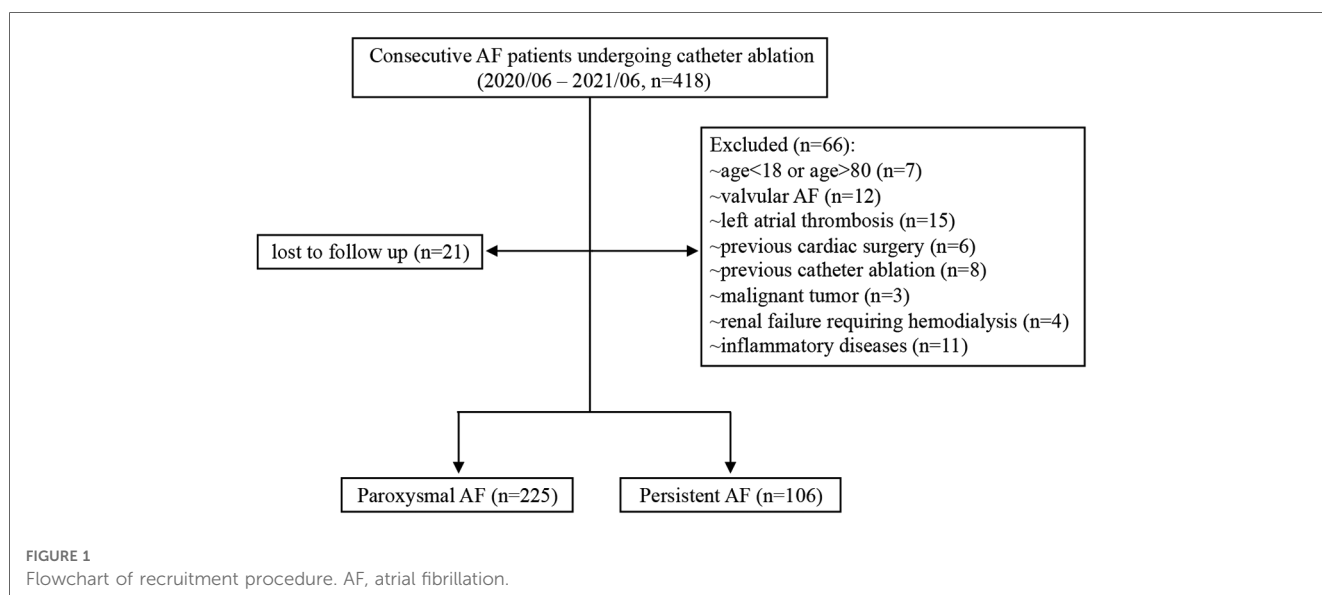 Consecutive AF patients undergoing catheter ablation
(2020/06 – 2021/06, n=418)
Excluded (n=66):
~age<18 or age>80 (n=7)
~valvular AF (n=12)
~left atrial thrombosis (n=15)
~previous cardiac surgery (n=6)
~previous catheter ablation (n=8)
~malignant tumor (n=3)
~renal failure requiring hemodialysis (n=4)
~inflammatory diseases (n=11)
lost to follow up (n=21)
Paroxysmal AF (n=225)
Persistent AF (n=106)
FIGURE 1
Flowchart of recruitment procedure. AF, atrial fibrillation.